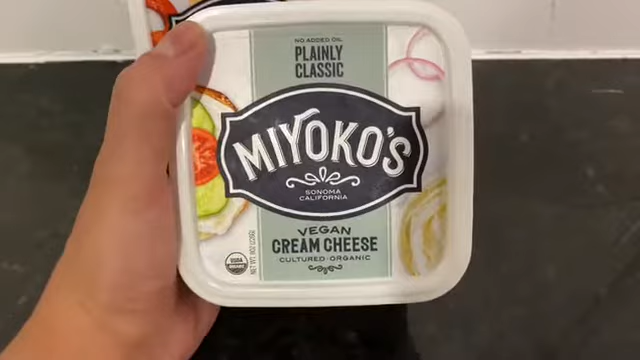 NO ADDED OIL
PLAINLY
CLASSIC
MIYOKO'S
SONOMA
CALIFORNIA
VEGAN
CREAM CHEESE
CULTURED·ORGANIC
USDA
ORGANIC